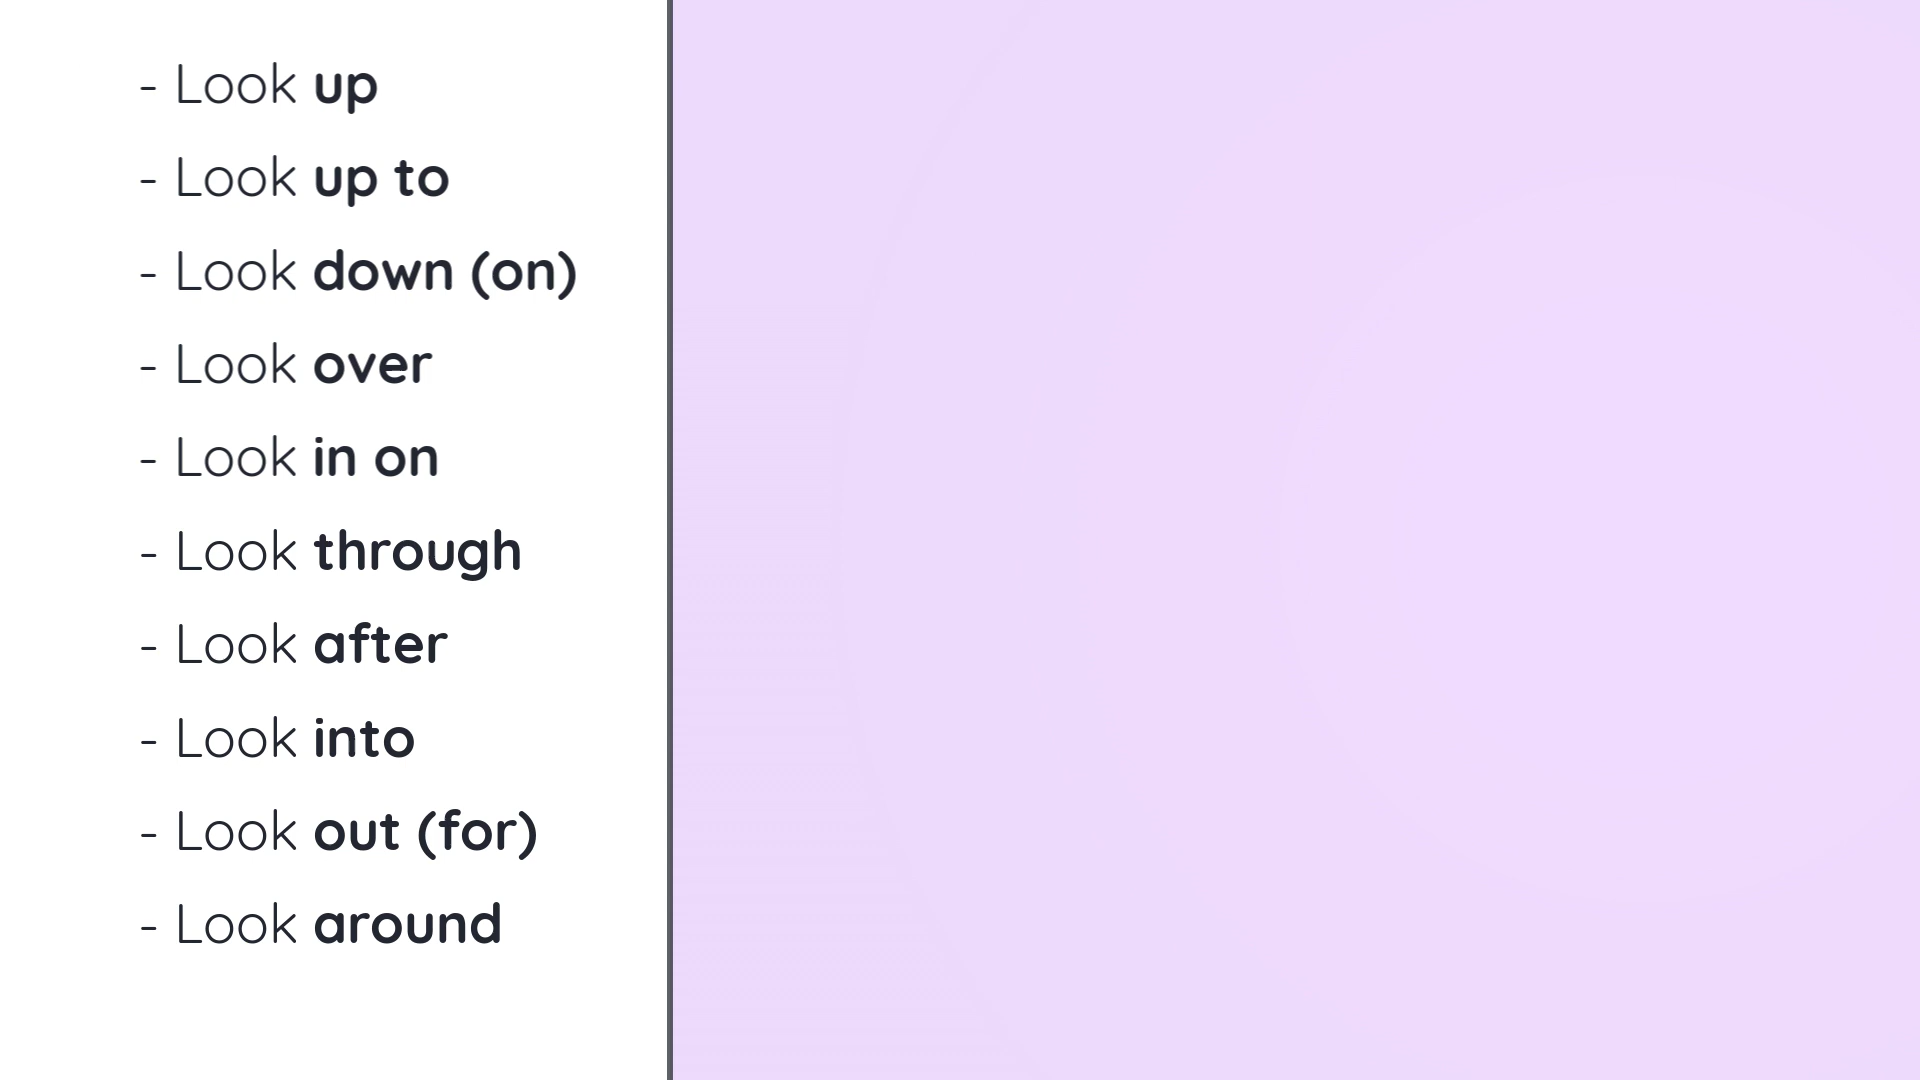 - Look up
- Look up to
- Look down (on)
- Look over
- Look in on
- Look through
- Look after
- Look into
- Look out (for)
- Look around